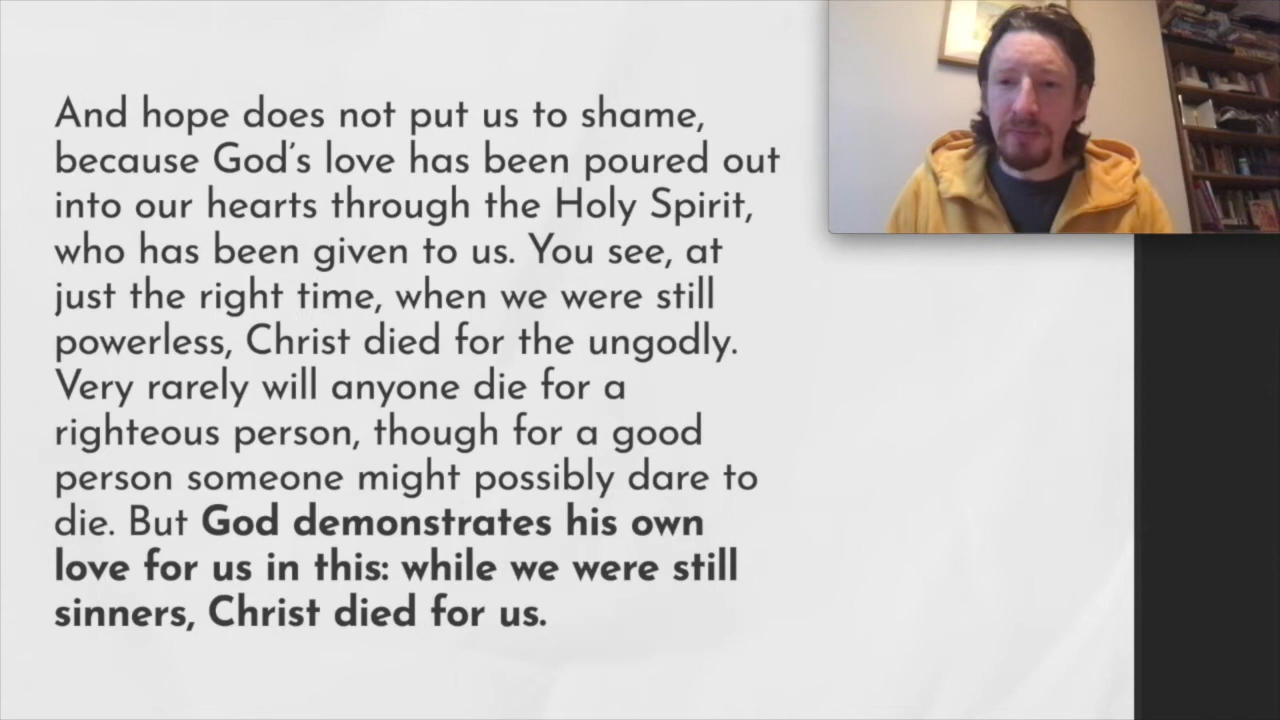 And hope does not put us to shame,
because God’s love has been poured out
into our hearts through the Holy Spirit,
who has been given to us. You see, at
just the right time, when we were still
powerless, Christ died for the ungodly.
Very rarely will anyone die for a
righteous person, though for a good
person someone might possibly dare to
die. But God demonstrates his own
love for us in this: while we were still
sinners, Christ died for us.